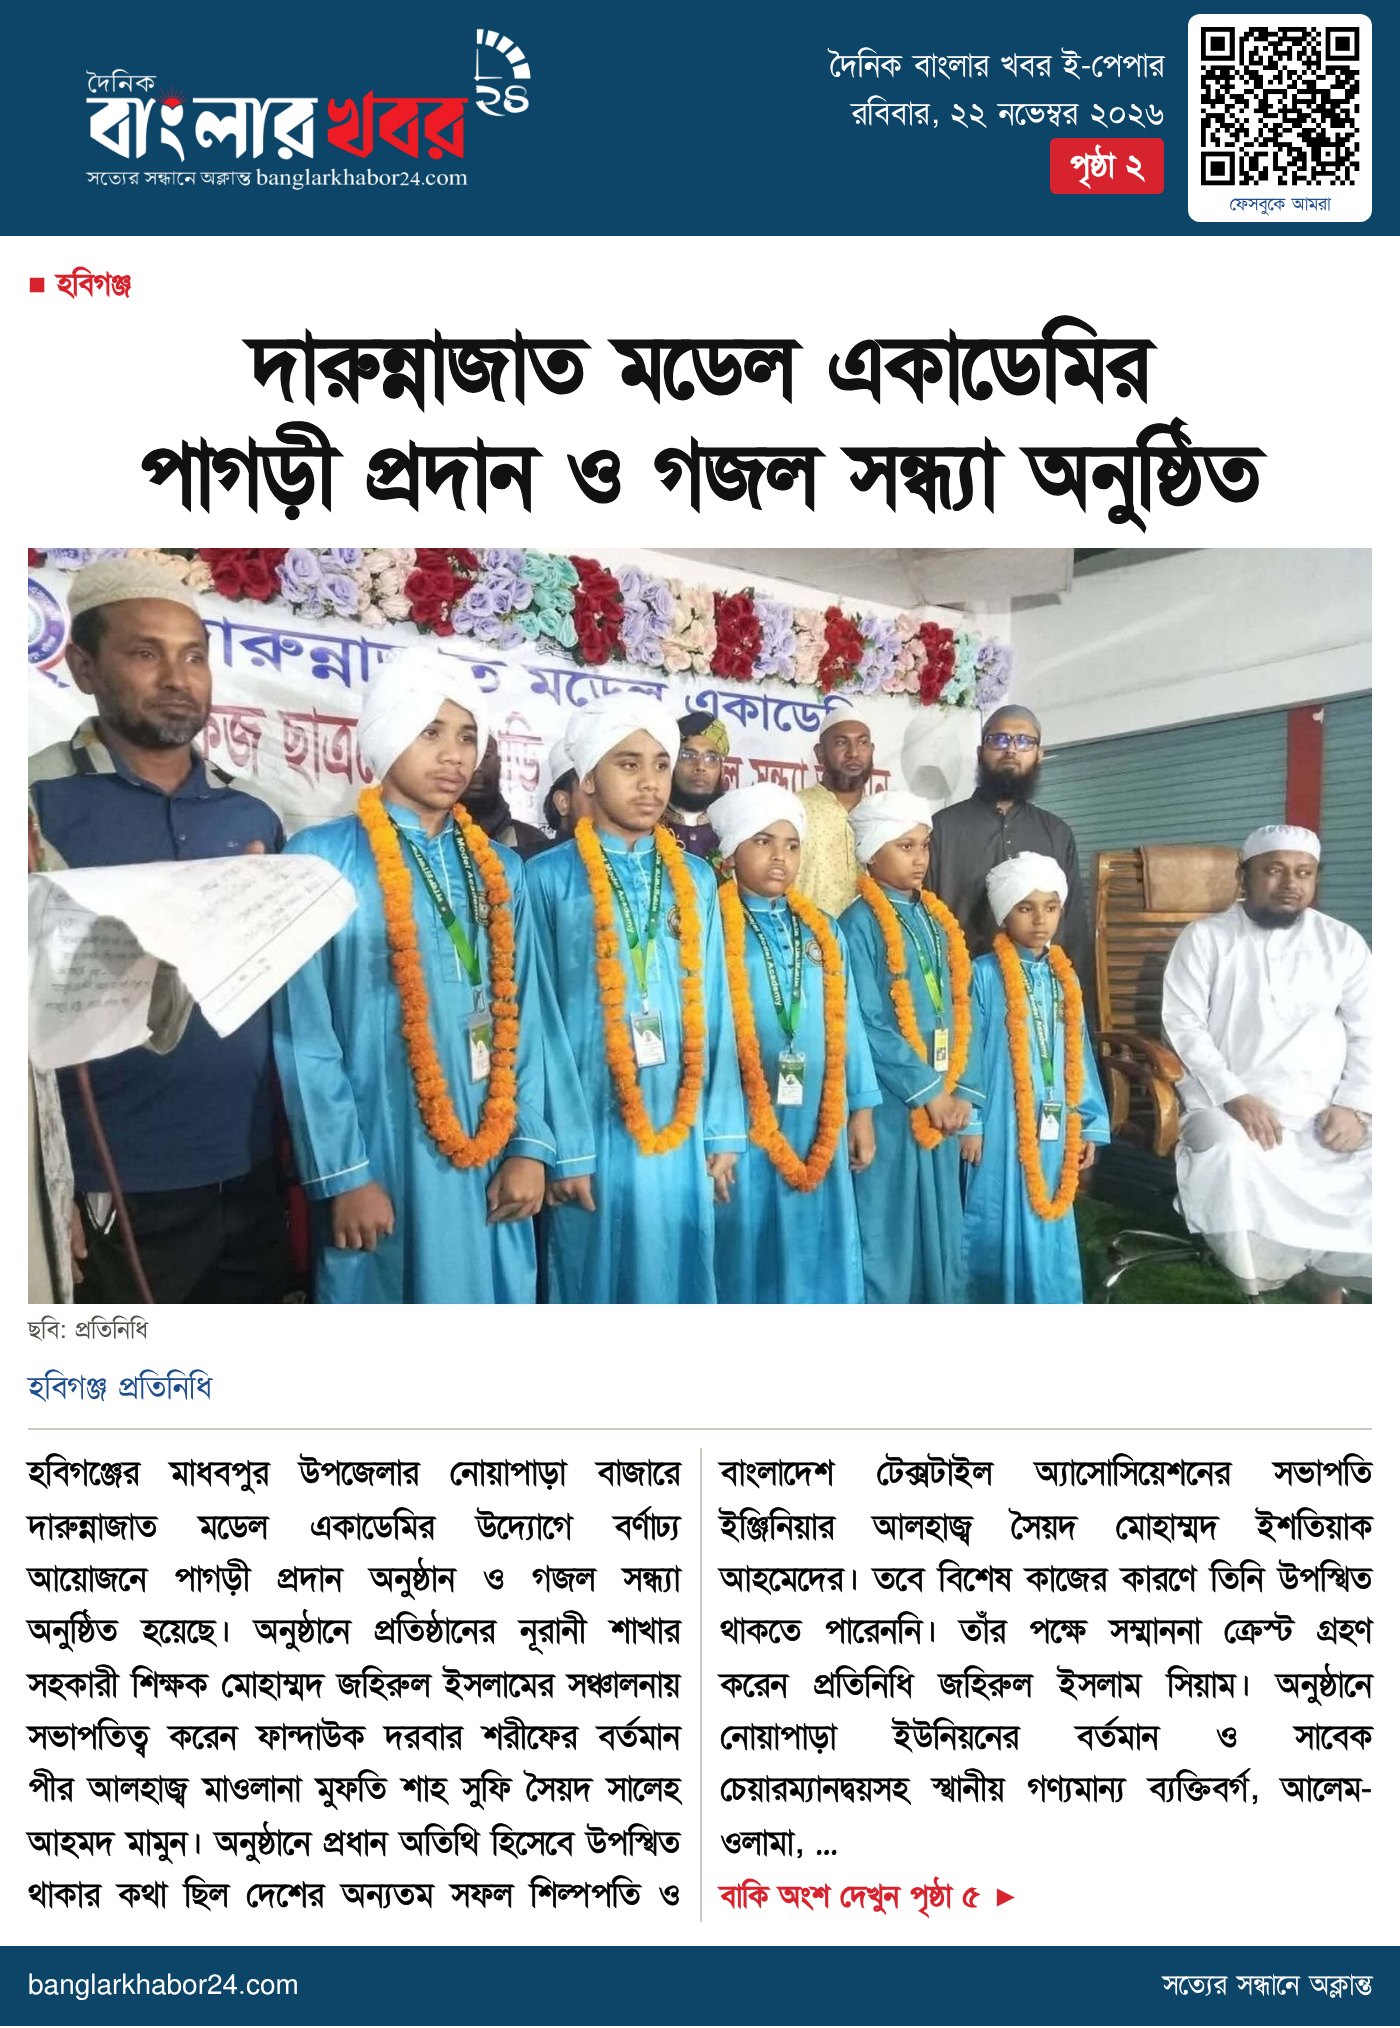 দৈনিক
বাংলার খবর
২৪
সত্যের সন্ধানে অক্লান্ত banglarkhabor24.com
দৈনিক বাংলার খবর ই-পেপার
রবিবার, ২২ নভেম্বর ২০২৬
পৃষ্ঠা ২
ফেসবুকে আমরা
■ হবিগঞ্জ
দারুন্নাজাত মডেল একাডেমির
পাগড়ী প্রদান ও গজল সন্ধ্যা অনুষ্ঠিত
মডেল একাডেমি
ছাত্র
Model Academy
ছবি: প্রতিনিধি
হবিগঞ্জ প্রতিনিধি
হবিগঞ্জের মাধবপুর উপজেলার নোয়াপাড়া বাজারে
দারুন্নাজাত মডেল একাডেমির উদ্যোগে বর্ণাঢ্য
আয়োজনে পাগড়ী প্রদান অনুষ্ঠান ও গজল সন্ধ্যা
অনুষ্ঠিত হয়েছে। অনুষ্ঠানে প্রতিষ্ঠানের নূরানী শাখার
সহকারী শিক্ষক মোহাম্মদ জহিরুল ইসলামের সঞ্চালনায়
সভাপতিত্ব করেন ফান্দাউক দরবার শরীফের বর্তমান
পীর আলহাজ্ব মাওলানা মুফতি শাহ সুফি সৈয়দ সালেহ
আহমদ মামুন। অনুষ্ঠানে প্রধান অতিথি হিসেবে উপস্থিত
থাকার কথা ছিল দেশের অন্যতম সফল শিল্পপতি ও
বাংলাদেশ টেক্সটাইল অ্যাসোসিয়েশনের সভাপতি
ইঞ্জিনিয়ার আলহাজ্ব সৈয়দ মোহাম্মদ ইশতিয়াক
আহমেদের। তবে বিশেষ কাজের কারণে তিনি উপস্থিত
থাকতে পারেননি। তাঁর পক্ষে সম্মাননা ক্রেস্ট গ্রহণ
করেন প্রতিনিধি জহিরুল ইসলাম সিয়াম। অনুষ্ঠানে
নোয়াপাড়া ইউনিয়নের বর্তমান ও সাবেক
চেয়ারম্যানদ্বয়সহ স্থানীয় গণ্যমান্য ব্যক্তিবর্গ, আলেম-
ওলামা, ...
বাকি অংশ দেখুন পৃষ্ঠা ৫ ►
banglarkhabor24.com
সত্যের সন্ধানে অক্লান্ত